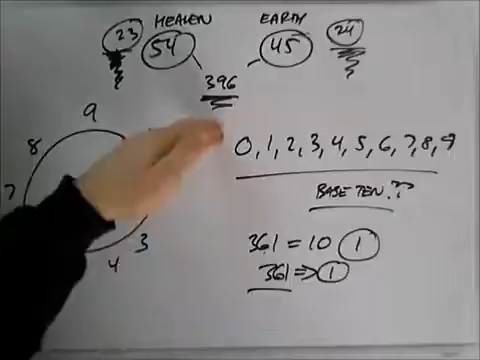 HEAVEN EARTH
23 54 45 24
396
9
8
7
4 3
0, 1, 2, 3, 4, 5, 6, 7, 8, 9
BASE TEN.??
361 = 10 1
361 => 1